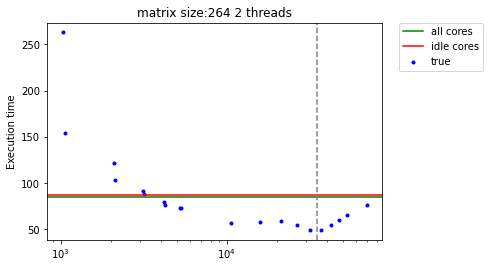 matrix size:264 2 threads
all cores
idle cores
true
Execution time
250
200
150
100
50
10³
10⁴